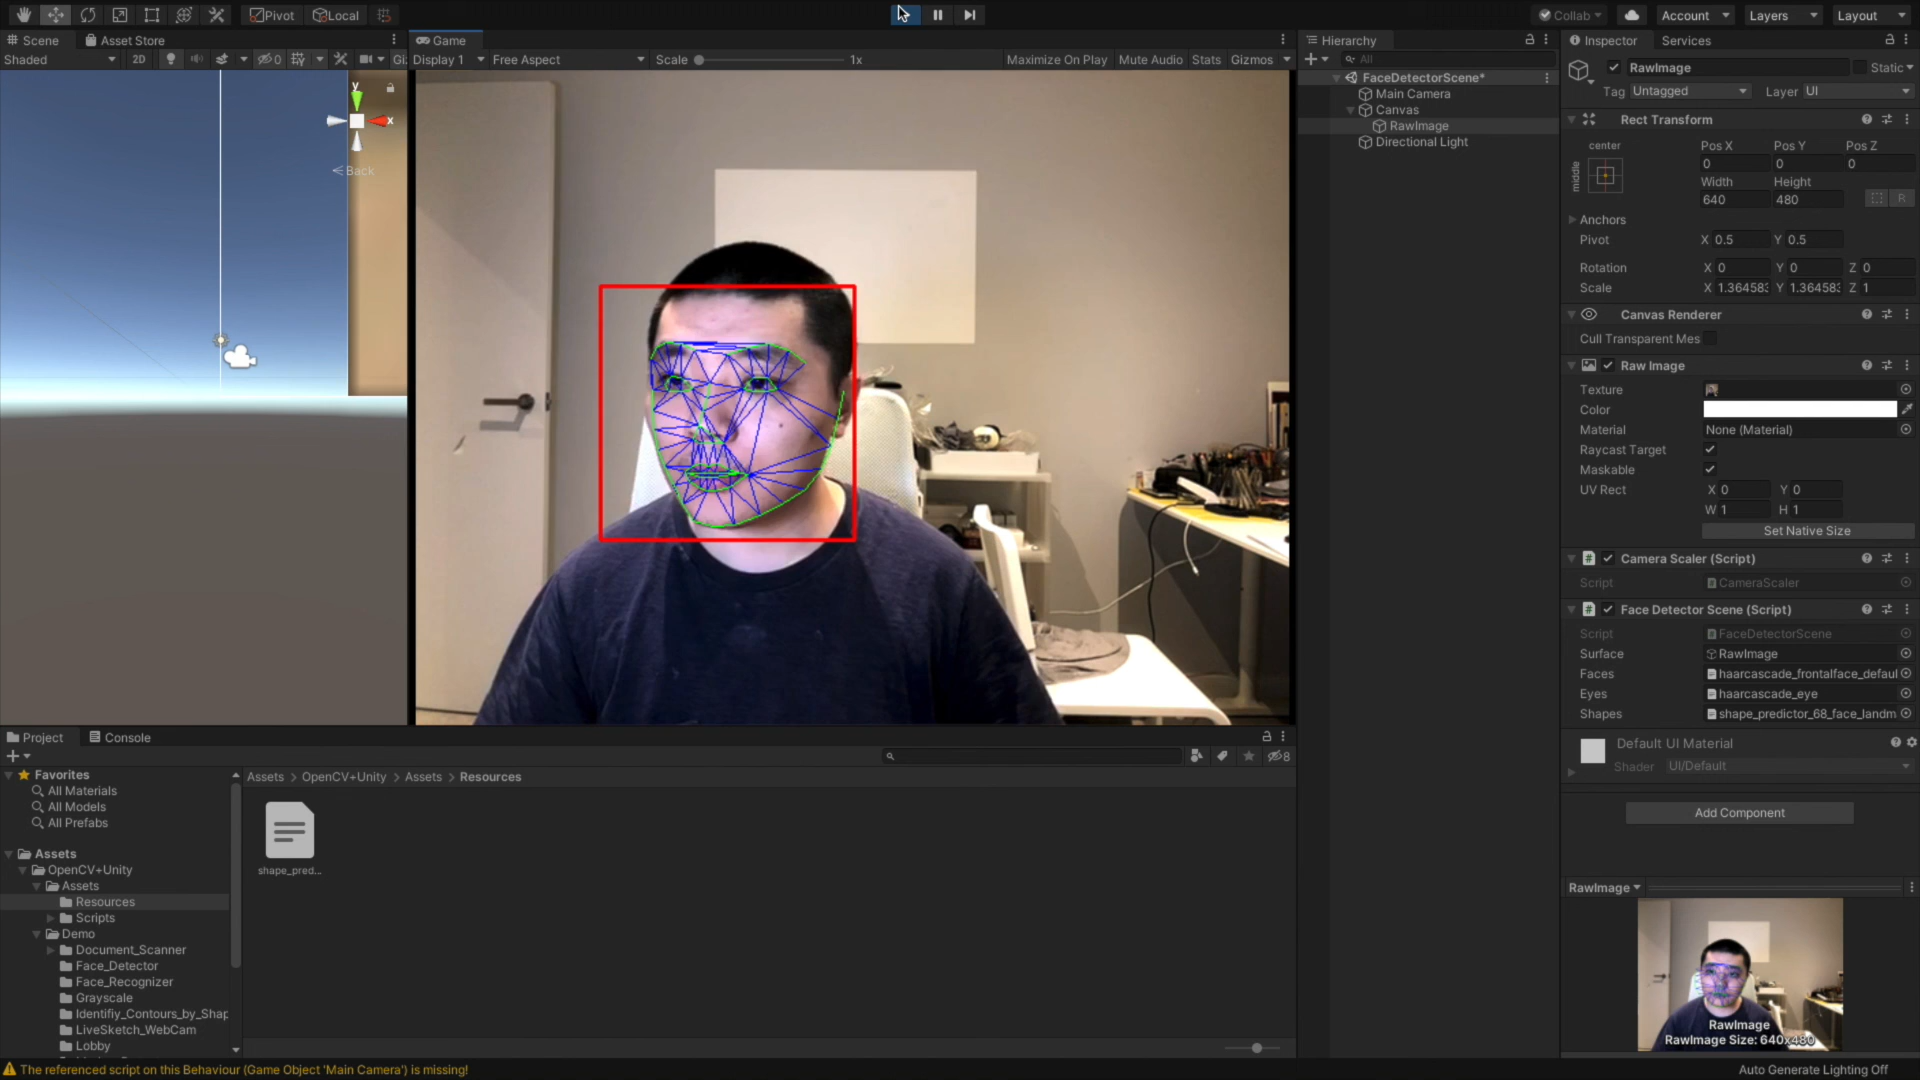 Pivot Local
Collab Account Layers Layout
Scene Asset Store
Shaded 2D 0 Gi
y
x
Back
Game
Display 1 Free Aspect Scale 1x Maximize On Play Mute Audio Stats Gizmos
Hierarchy
All
FaceDetectorScene*
Main Camera
Canvas
RawImage
Directional Light
Inspector Services
RawImage Static
Tag Untagged Layer UI
Rect Transform
center Pos X Pos Y Pos Z
middle 0 0 0
Width Height
640 480 R
Anchors
Pivot X 0.5 Y 0.5
Rotation X 0 Y 0 Z 0
Scale X 1.364583 Y 1.364583 Z 1
Canvas Renderer
Cull Transparent Mes
Raw Image
Texture
Color
Material None (Material)
Raycast Target
Maskable
UV Rect X 0 Y 0
W 1 H 1
Set Native Size
# Camera Scaler (Script)
Script CameraScaler
# Face Detector Scene (Script)
Script FaceDetectorScene
Surface RawImage
Faces haarcascade_frontalface_defaul
Eyes haarcascade_eye
Shapes shape_predictor_68_face_landm
Default UI Material
Shader UI/Default
Add Component
RawImage
RawImage
RawImage Size: 640x480
Project Console
8
Favorites
All Materials
All Models
All Prefabs
Assets
OpenCV+Unity
Assets
Resources
Scripts
Demo
Document_Scanner
Face_Detector
Face_Recognizer
Grayscale
Identifiy_Contours_by_Shap
LiveSketch_WebCam
Lobby
Assets > OpenCV+Unity > Assets > Resources
shape_pred...
The referenced script on this Behaviour (Game Object 'Main Camera') is missing!
Auto Generate Lighting Off